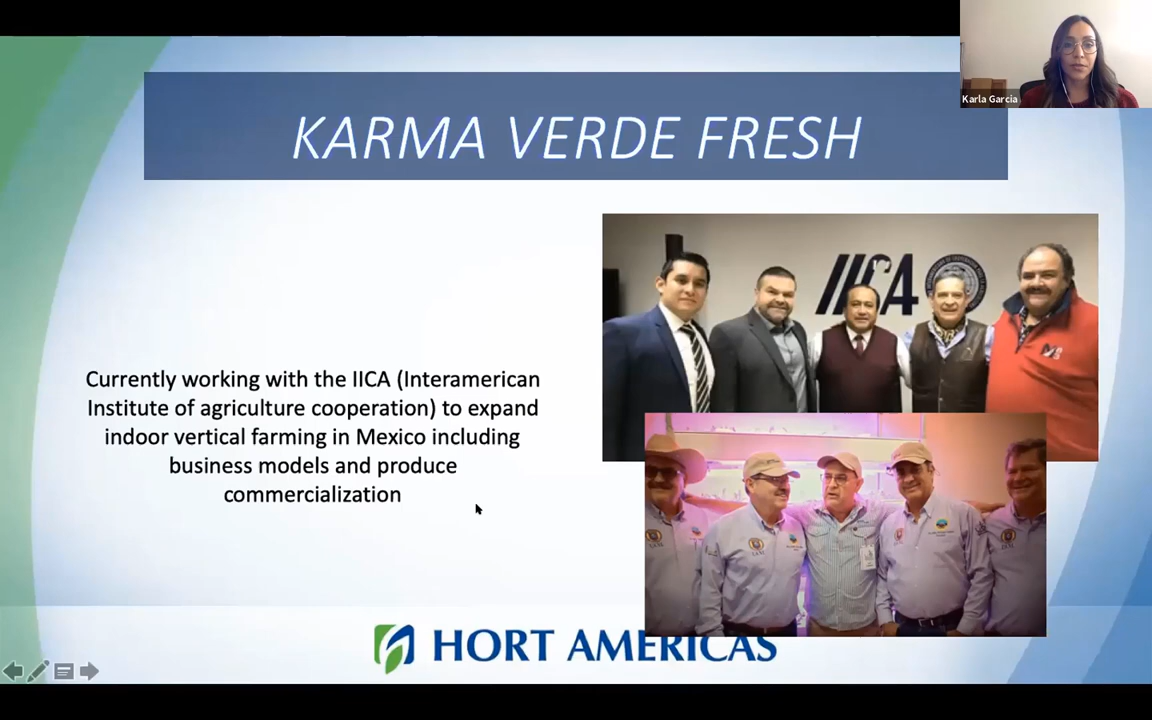 Karla Garcia
KARMA VERDE FRESH
IICA
Currently working with the IICA (Interamerican
Institute of agriculture cooperation) to expand
indoor vertical farming in Mexico including
business models and produce
commercialization
HORT AMERICAS